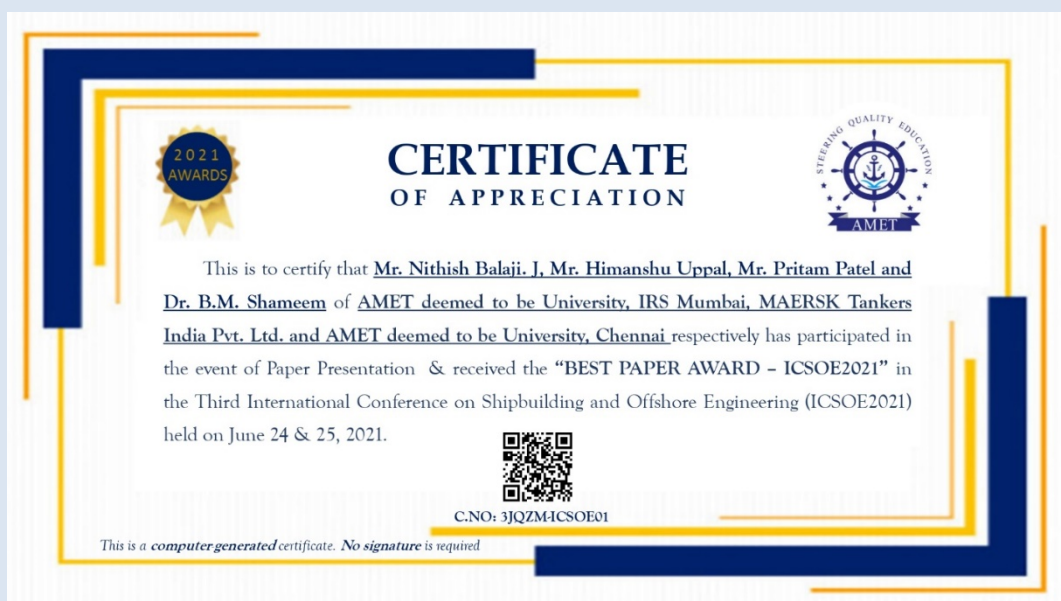 2021
AWARDS
CERTIFICATE
OF APPRECIATION
STEERING QUALITY EDUCATION
AMET
This is to certify that Mr. Nithish Balaji. J, Mr. Himanshu Uppal, Mr. Pritam Patel and
Dr. B.M. Shameem of AMET deemed to be University, IRS Mumbai, MAERSK Tankers
India Pvt. Ltd. and AMET deemed to be University, Chennai respectively has participated in
the event of Paper Presentation & received the “BEST PAPER AWARD – ICSOE2021” in
the Third International Conference on Shipbuilding and Offshore Engineering (ICSOE2021)
held on June 24 & 25, 2021.
C.NO: 3JQZM-ICSOE01
This is a computer generated certificate. No signature is required